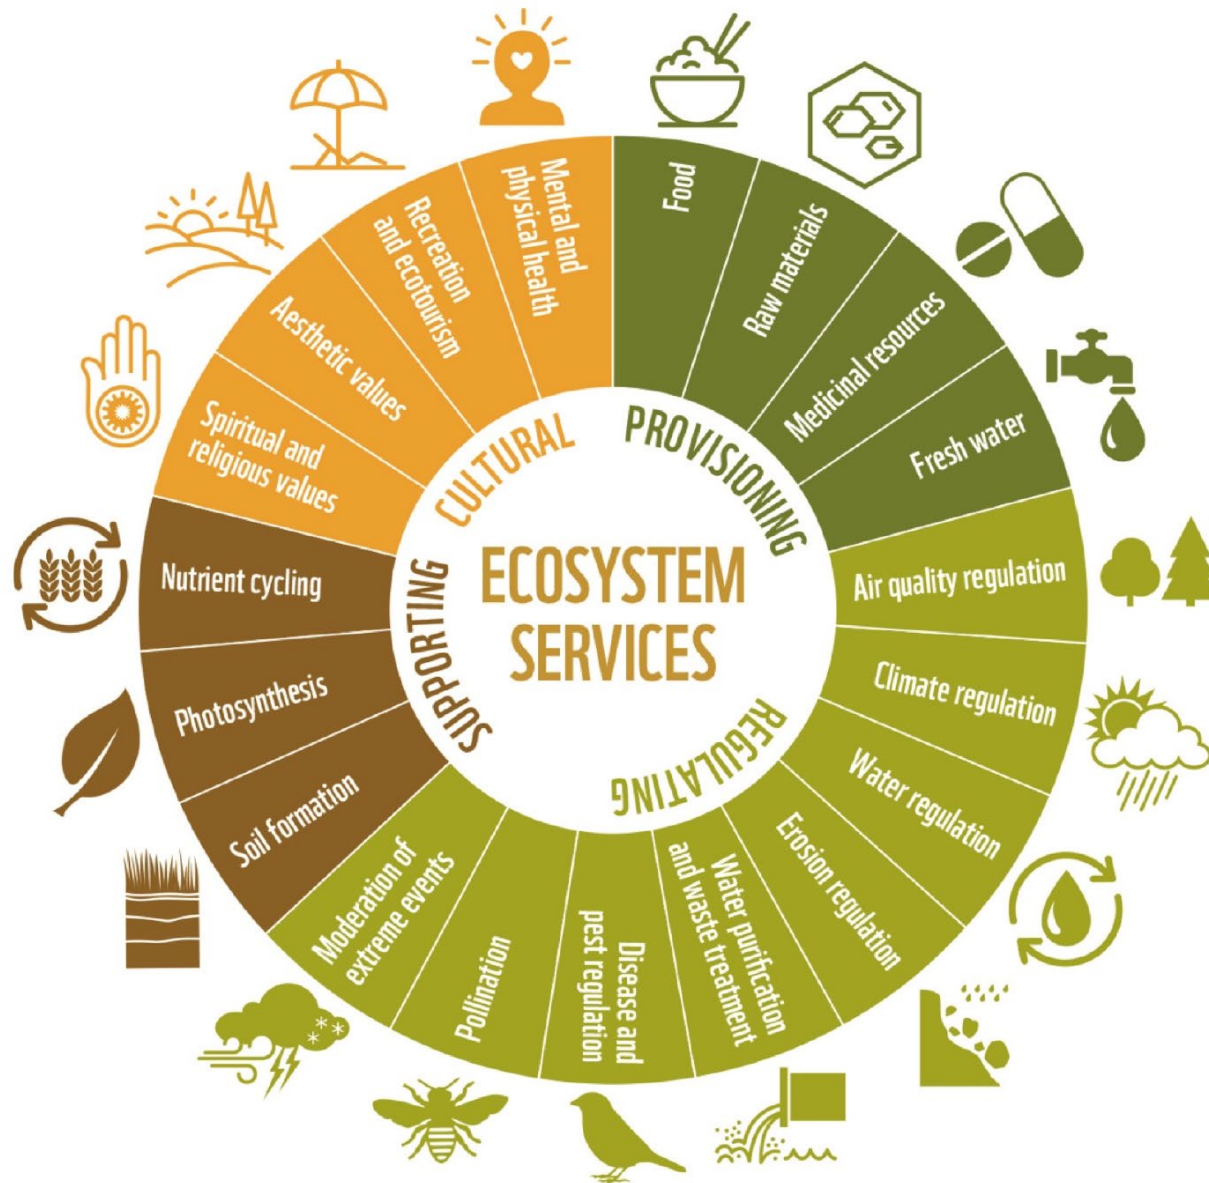 ECOSYSTEM
SERVICES
PROVISIONING
Food
Raw materials
Medicinal resources
Fresh water
REGULATING
Air quality regulation
Climate regulation
Water regulation
Erosion regulation
Water purification
and waste treatment
Disease and
pest regulation
Pollination
Moderation of
extreme events
SUPPORTING
Soil formation
Photosynthesis
Nutrient cycling
CULTURAL
Spiritual and
religious values
Aesthetic values
Recreation
and ecotourism
Mental and
physical health